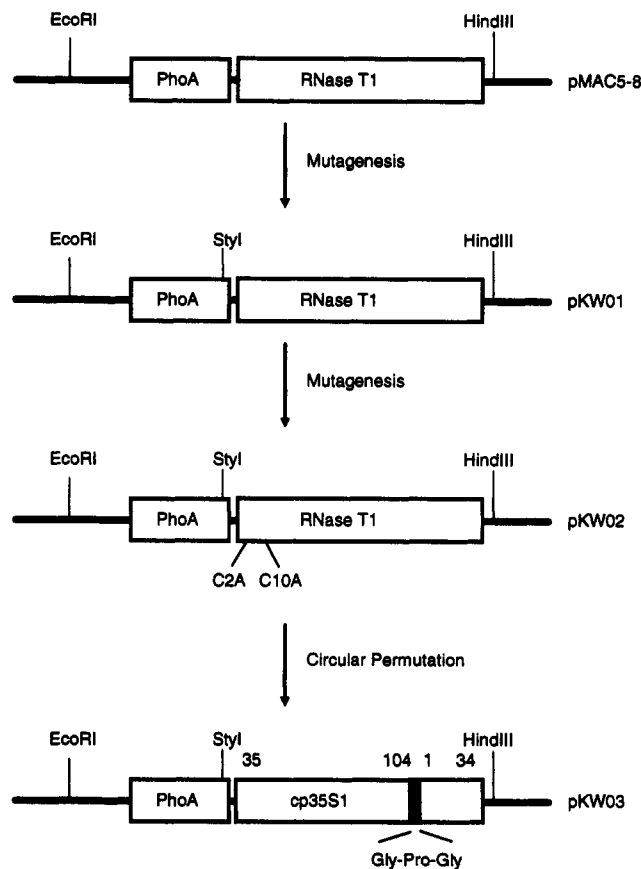 EcoRI HindIII
PhoA RNase T1 pMAC5-8
Mutagenesis
EcoRI StyI HindIII
PhoA RNase T1 pKW01
Mutagenesis
EcoRI StyI HindIII
PhoA RNase T1 pKW02
C2A C10A
Circular Permutation
EcoRI StyI 35 104 1 34 HindIII
PhoA cp35S1 pKW03
Gly-Pro-Gly